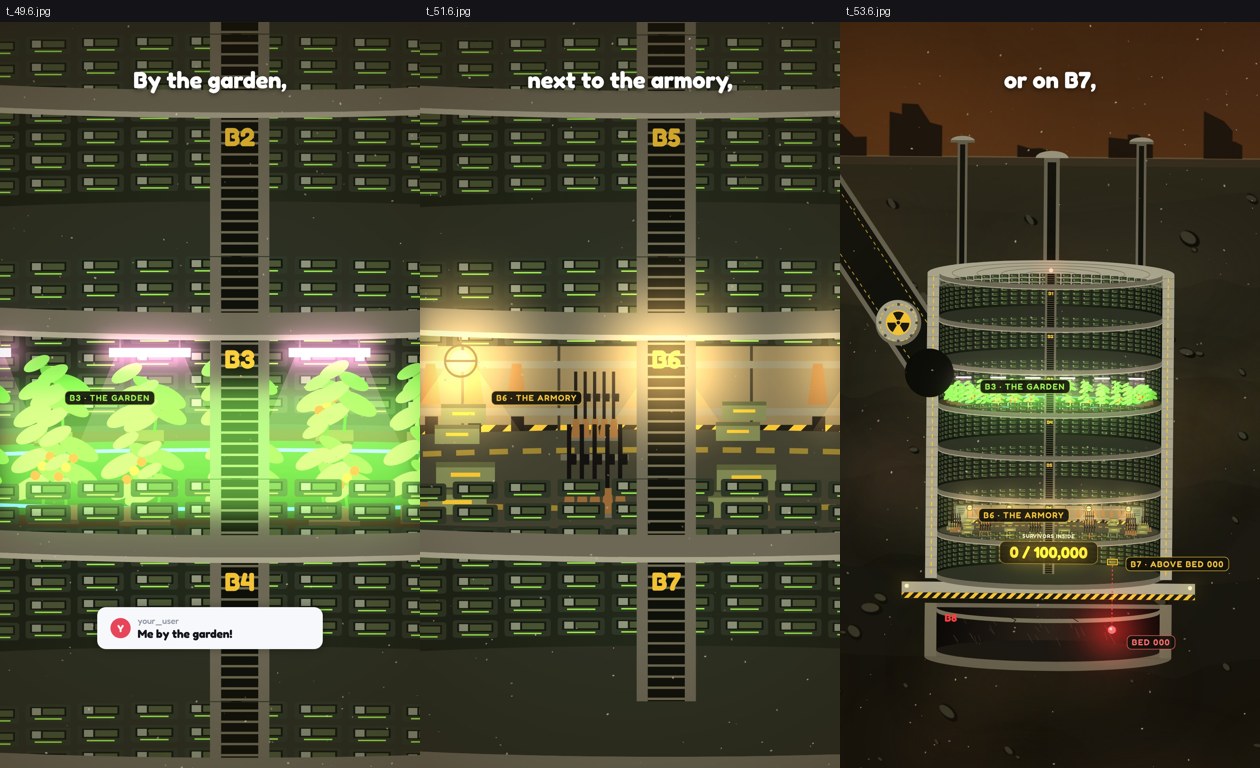 t_49.6.jpg
By the garden,
B2
B3
B3 · THE GARDEN
B4
Y
your_user
Me by the garden!
t_51.6.jpg
next to the armory,
B5
B6
B6 · THE ARMORY
B7
t_53.6.jpg
or on B7,
B3 · THE GARDEN
B6 · THE ARMORY
SURVIVORS INSIDE
0 / 100,000
B7 · ABOVE BED 000
B8
BED 000